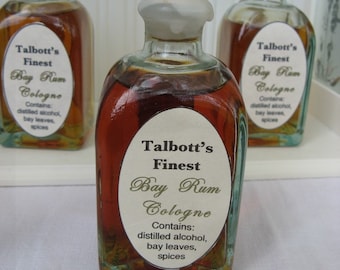 Talbott's
Finest
Bay Rum
Cologne
Contains:
distilled alcohol,
bay leaves,
spices
Talbott's
Finest
Bay Rum
Cologne
Contains:
distilled alcohol,
bay leaves,
spices
Talbott's
Finest
Bay Rum
Cologne
Contains:
distilled alcohol,
bay leaves,
spices